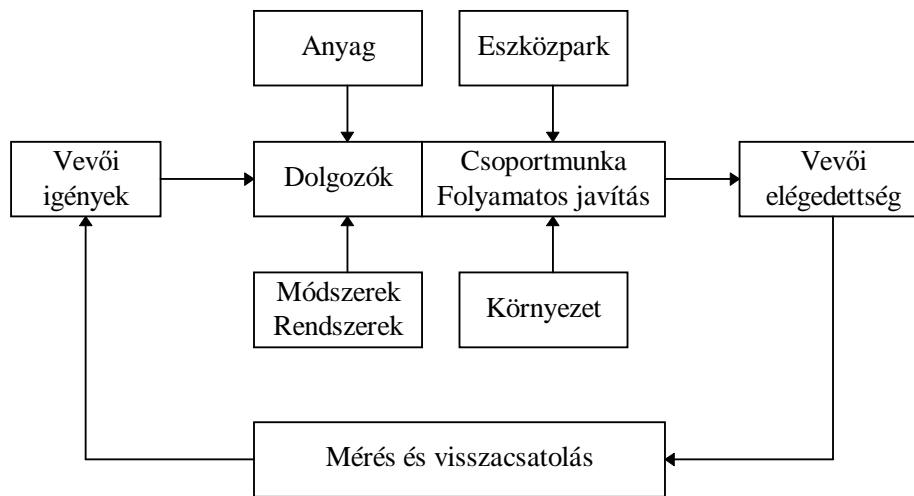 Anyag
Eszközpark
Vevői
igények
Dolgozók
Csoportmunka
Folyamatos javítás
Vevői
elégedettség
Módszerek
Rendszerek
Környezet
Mérés és visszacsatolás